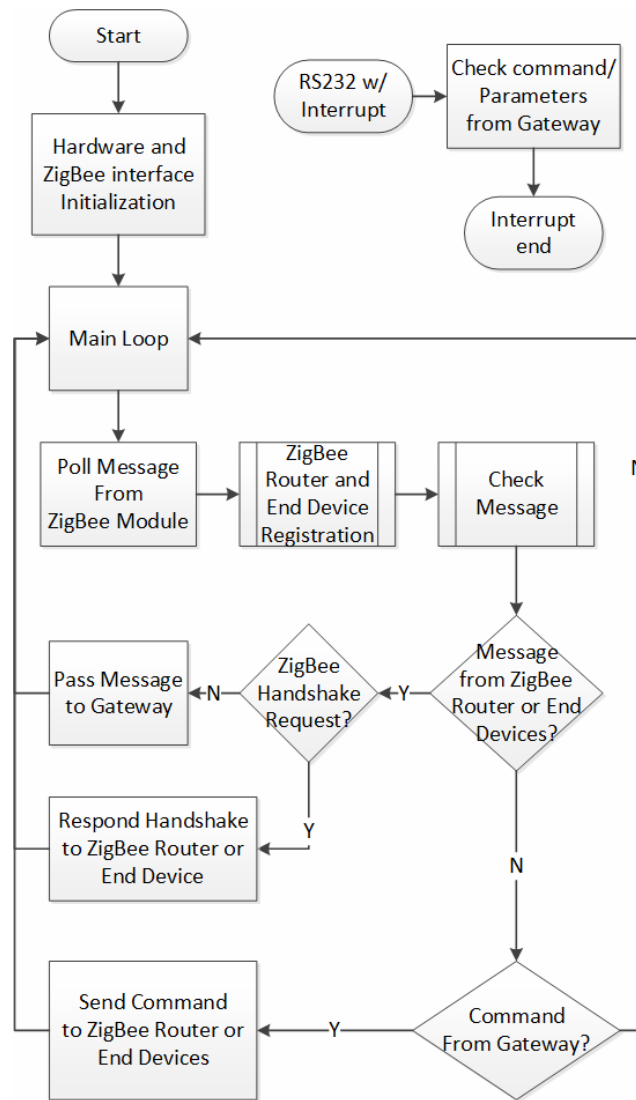 Start
RS232 w/
Interrupt
Check command/
Parameters
from Gateway
Hardware and
ZigBee interface
Initialization
Interrupt
end
Main Loop
Poll Message
From
ZigBee Module
ZigBee
Router and
End Device
Registration
Check
Message
N
Pass Message
to Gateway
N
ZigBee
Handshake
Request?
Y
Message
from ZigBee
Router or End
Devices?
Respond Handshake
to ZigBee Router or
End Device
Y
N
Send Command
to ZigBee Router or
End Devices
Y
Command
From Gateway?